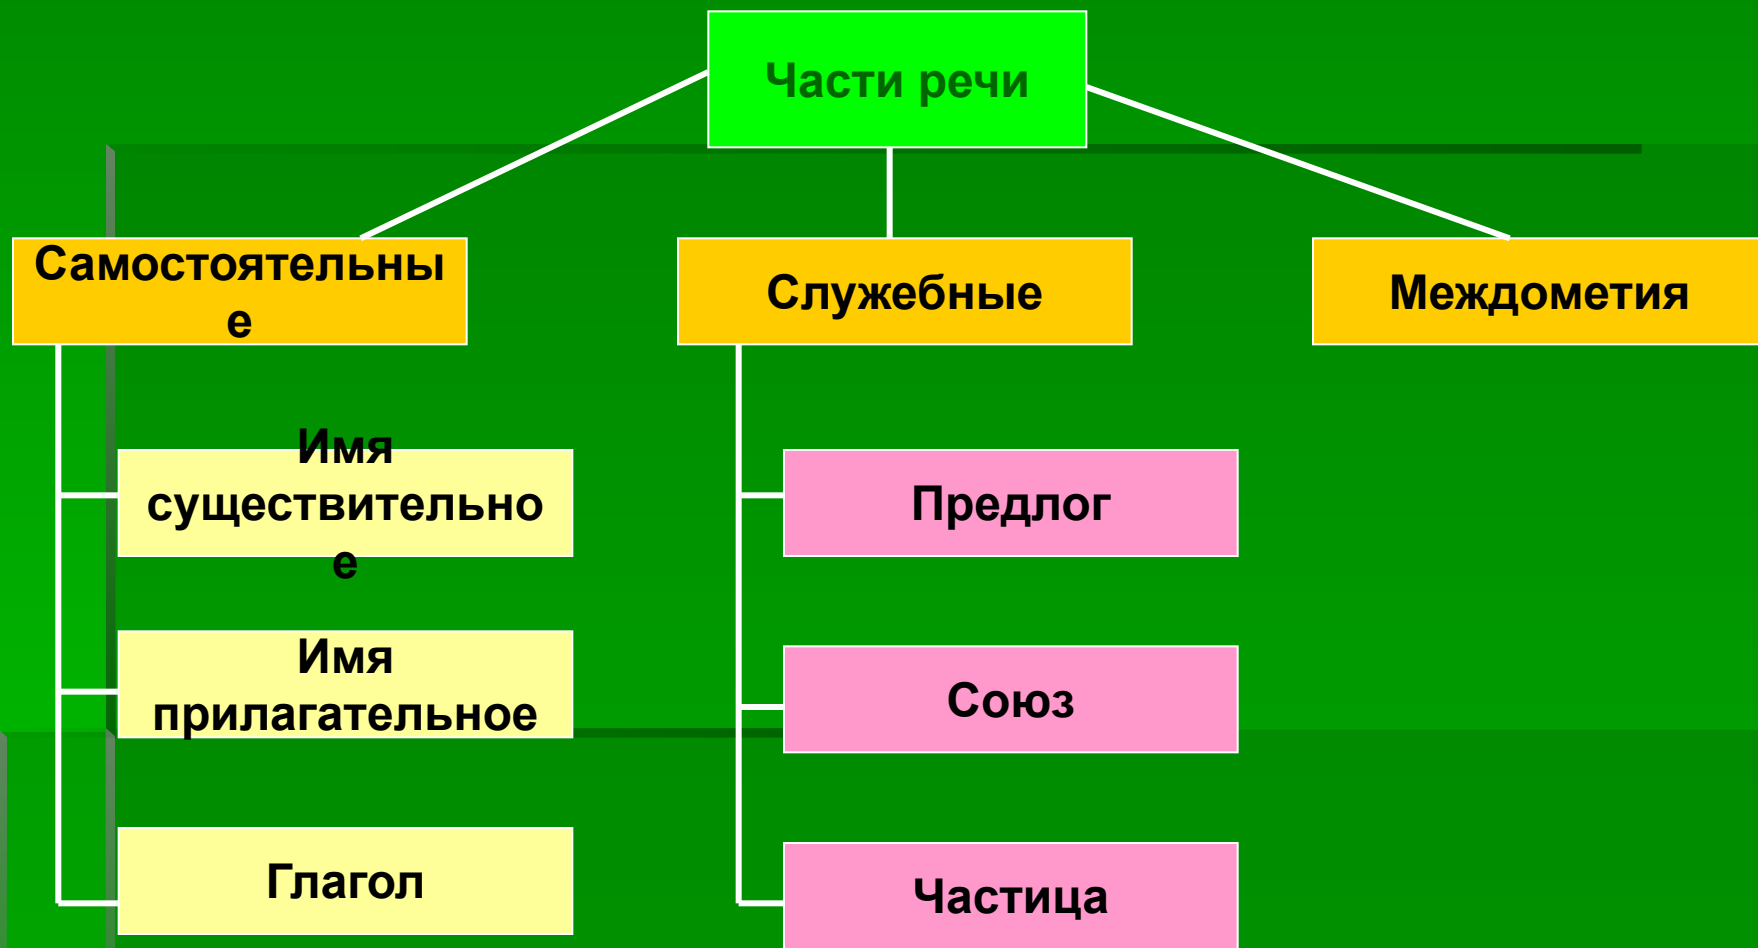 Части речи
Самостоятельны
е
Служебные
Междометия
Имя
существительно
е
Предлог
Имя
прилагательное
Союз
Глагол
Частица